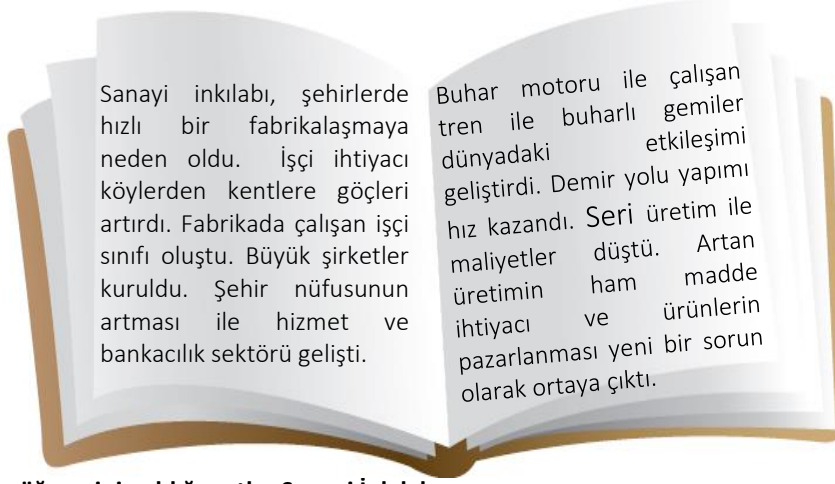 Sanayi inkılabı, şehirlerde
hızlı bir fabrikalaşmaya
neden oldu. İşçi ihtiyacı
köylerden kentlere göçleri
artırdı. Fabrikada çalışan işçi
sınıfı oluştu. Büyük şirketler
kuruldu. Şehir nüfusunun
artması ile hizmet ve
bankacılık sektörü gelişti.
Buhar motoru ile çalışan
tren ile buharlı gemiler
dünyadaki etkileşimi
geliştirdi. Demir yolu yapımı
hız kazandı. Seri üretim ile
maliyetler düştü. Artan
üretimin ham madde
ihtiyacı ve ürünlerin
pazarlanması yeni bir sorun
olarak ortaya çıktı.